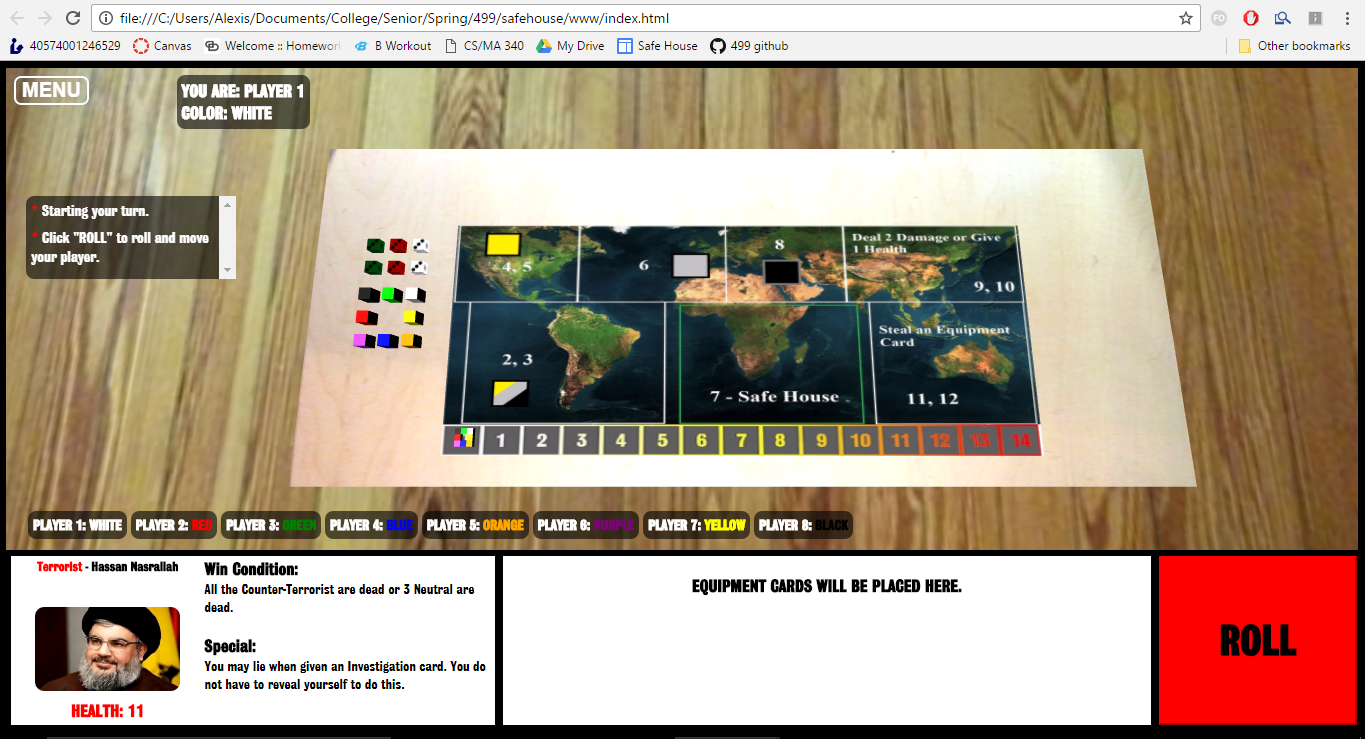 file:///C:/Users/Alexis/Documents/College/Senior/Spring/499/safehouse/www/index.html
40574001246529 Canvas Welcome :: Homework B Workout CS/MA 340 My Drive Safe House 499 github Other bookmarks
MENU
YOU ARE: PLAYER 1
COLOR: WHITE
* Starting your turn.
* Click "ROLL" to roll and move
your player.
4, 5
6
8
Deal 2 Damage or Give
1 Health
9, 10
2, 3
7 - Safe House
Steal an Equipment
Card
11, 12
1 2 3 4 5 6 7 8 9 10 11 12 13 14
PLAYER 1: WHITE PLAYER 2: RED PLAYER 3: GREEN PLAYER 4: BLUE PLAYER 5: ORANGE PLAYER 6: PURPLE PLAYER 7: YELLOW PLAYER 8: BLACK
Terrorist - Hassan Nasrallah
HEALTH: 11
Win Condition:
All the Counter-Terrorist are dead or 3 Neutral are
dead.
Special:
You may lie when given an Investigation card. You do
not have to reveal yourself to do this.
EQUIPMENT CARDS WILL BE PLACED HERE.
ROLL